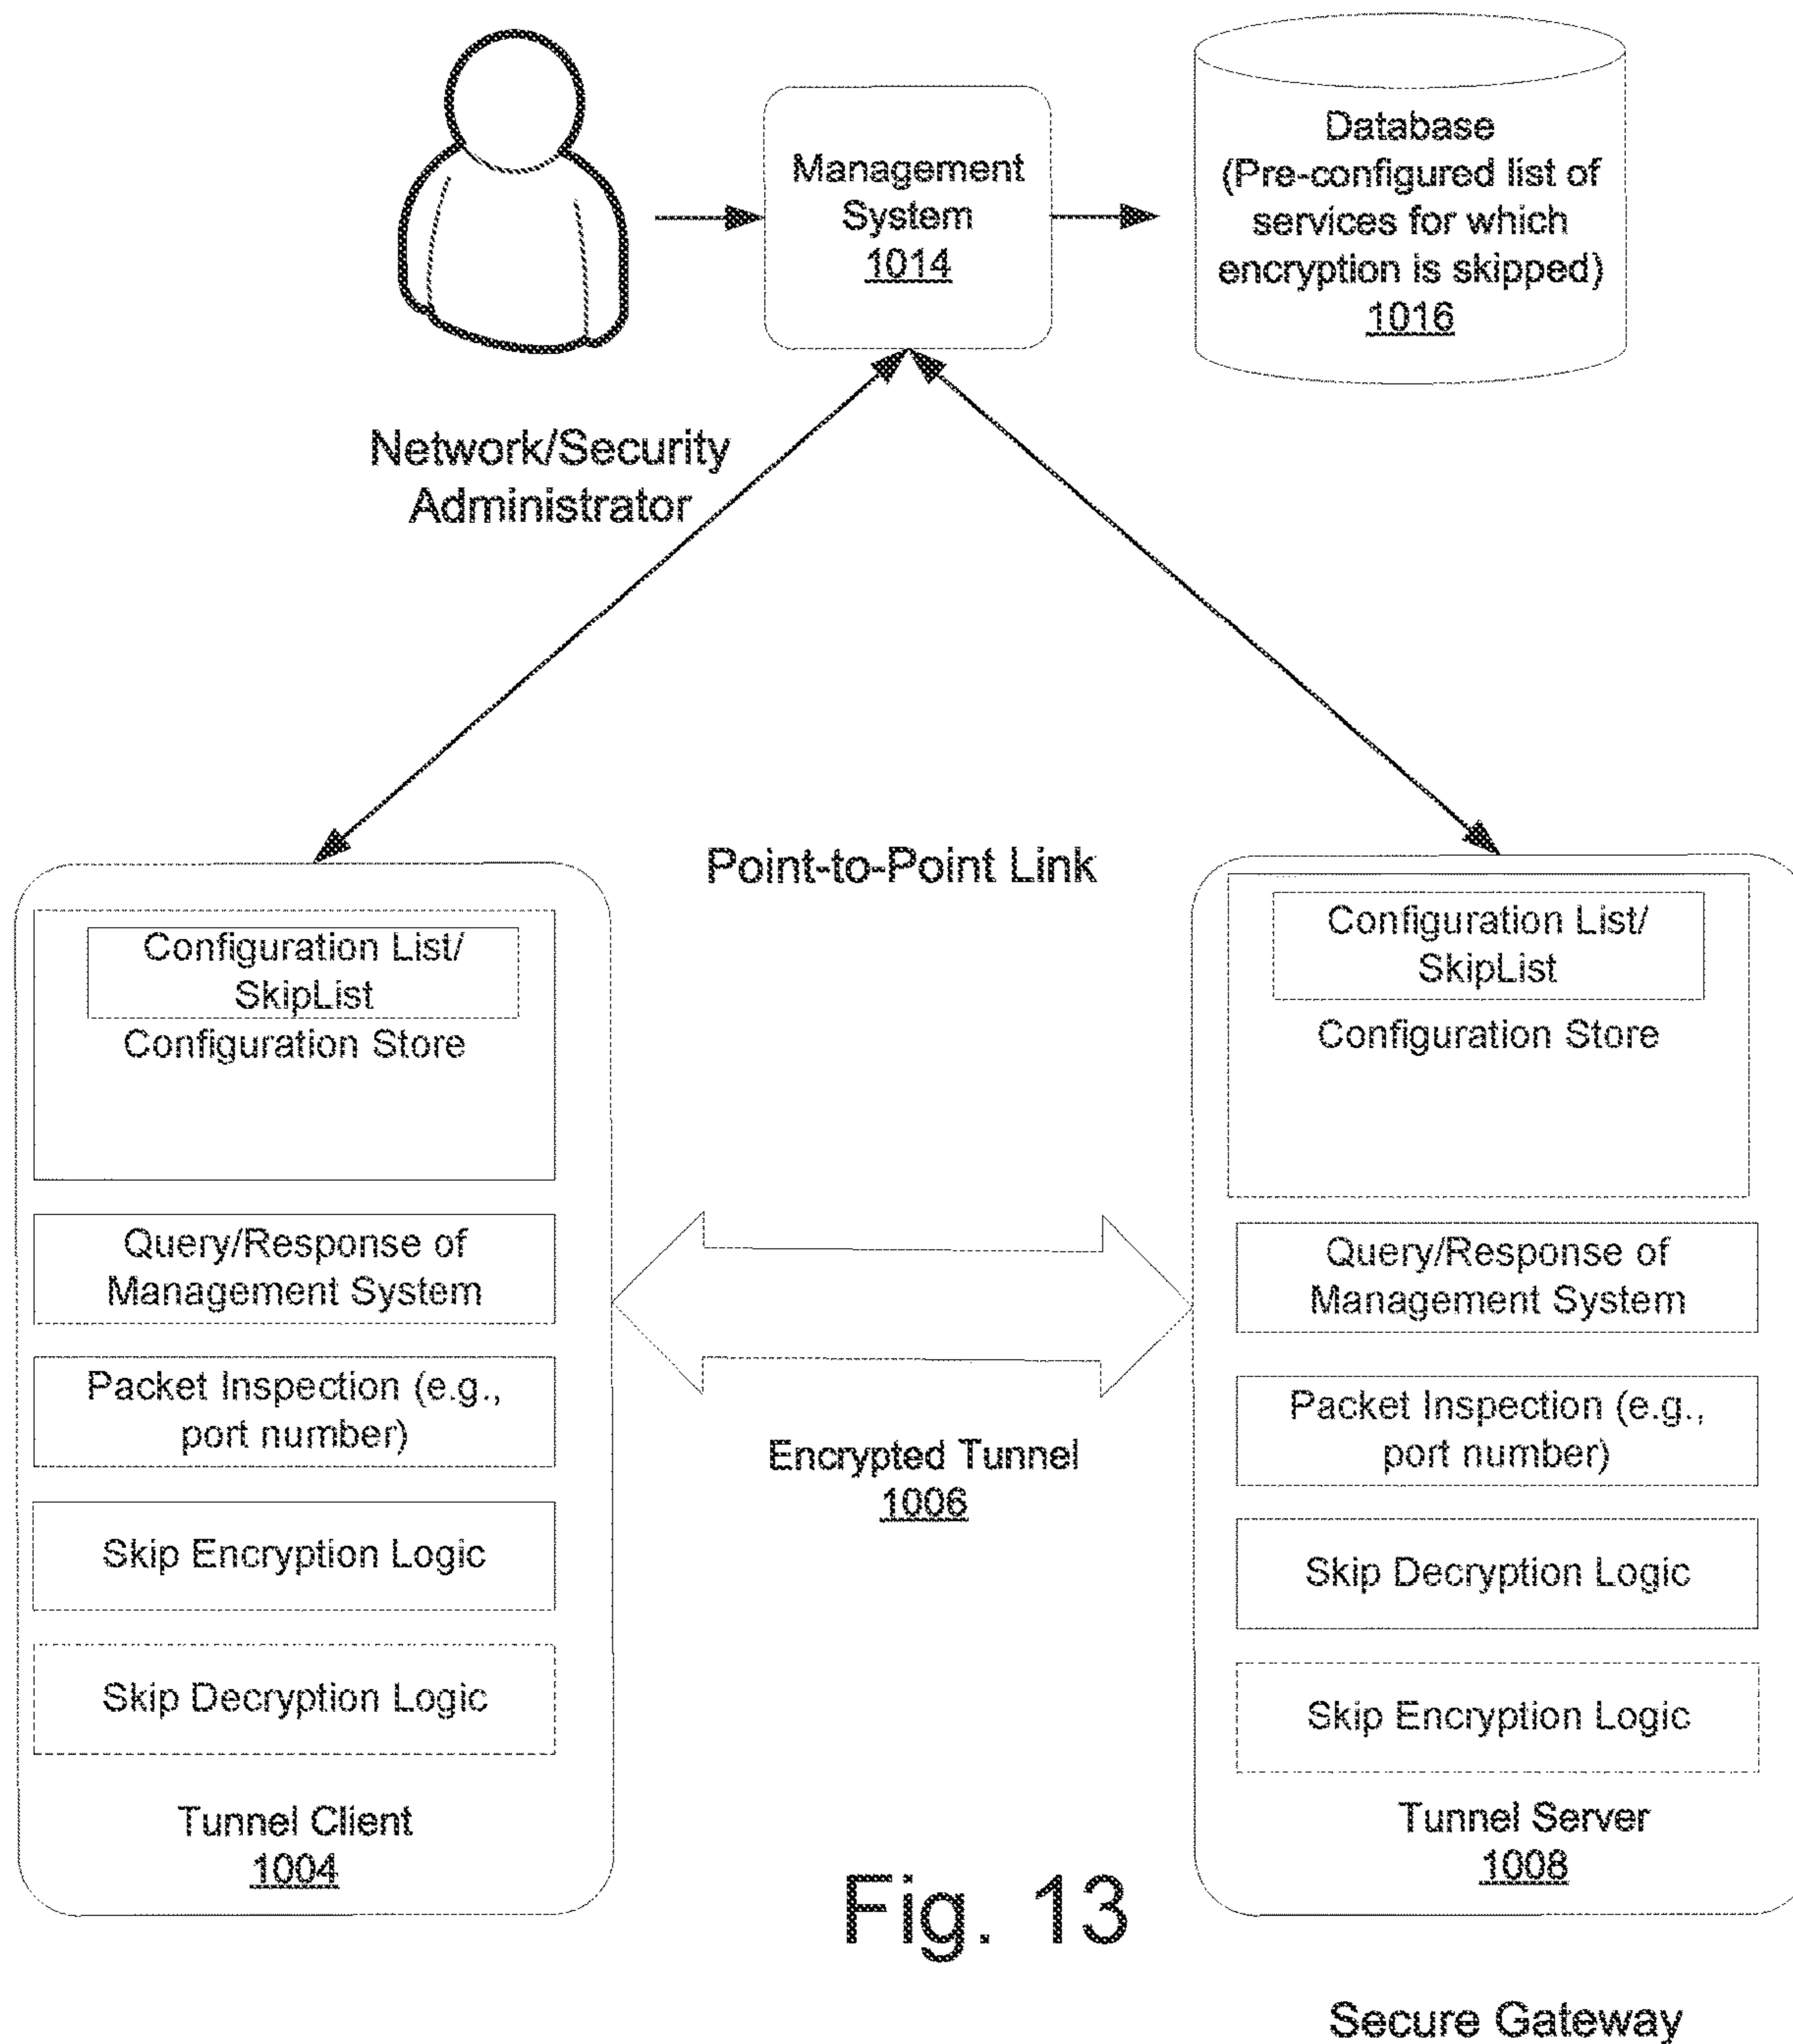 Management
System
1014
Database
(Pre-configured list of
services for which
encryption is skipped)
1016
Network/Security
Administrator
Point-to-Point Link
Configuration List/
SkipList
Configuration Store
Query/Response of
Management System
Packet Inspection (e.g.,
port number)
Skip Encryption Logic
Skip Decryption Logic
Tunnel Client
1004
Encrypted Tunnel
1006
Configuration List/
SkipList
Configuration Store
Query/Response of
Management System
Packet Inspection (e.g.,
port number)
Skip Decryption Logic
Skip Encryption Logic
Tunnel Server
1008
Fig. 13
Secure Gateway